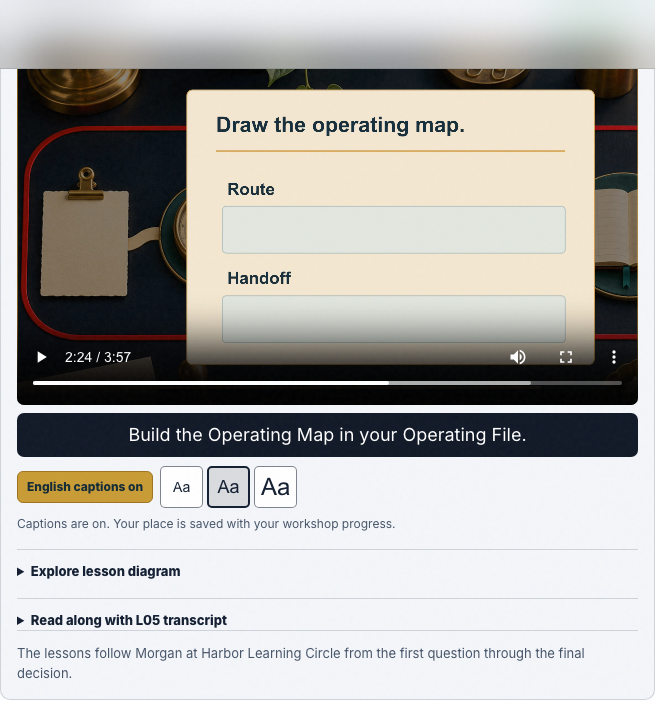 Draw the operating map.
Route
Handoff
2:24 / 3:57
Build the Operating Map in your Operating File.
English captions on
Aa Aa Aa
Captions are on. Your place is saved with your workshop progress.
Explore lesson diagram
Read along with L05 transcript
The lessons follow Morgan at Harbor Learning Circle from the first question through the final
decision.